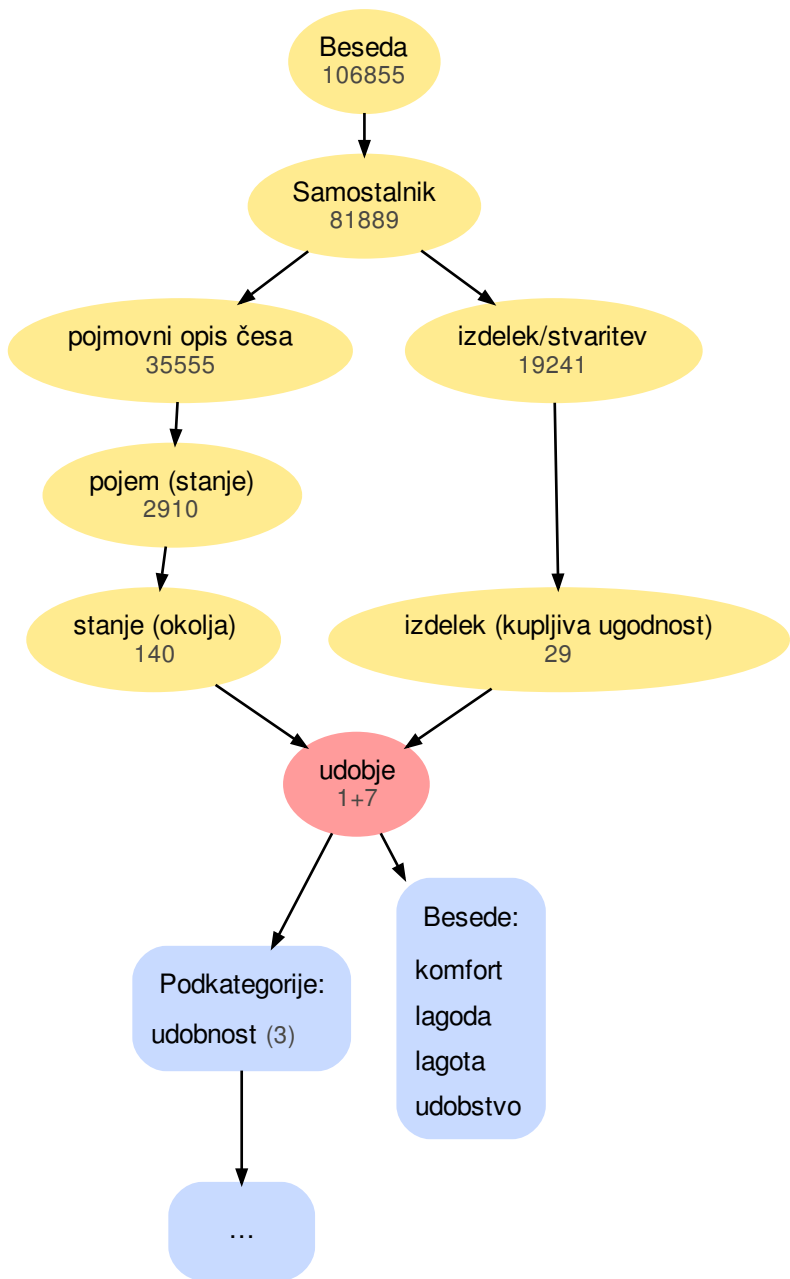 Beseda
106855
Samostalnik
81889
pojmovni opis česa
35555
izdelek/stvaritev
19241
pojem (stanje)
2910
stanje (okolja)
140
izdelek (kupljiva ugodnost)
29
udobje
1+7
Besede:
komfort
lagoda
lagota
udobstvo
Podkategorije:
udobnost (3)
...